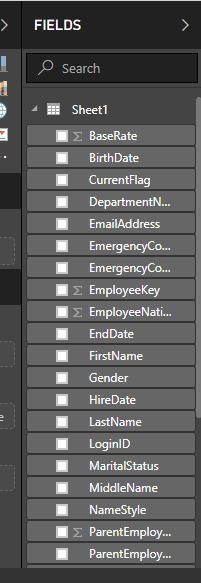 FIELDS
Search
Sheet1
Σ BaseRate
BirthDate
CurrentFlag
DepartmentN...
EmailAddress
EmergencyCo...
EmergencyCo...
Σ EmployeeKey
Σ EmployeeNati...
EndDate
FirstName
Gender
HireDate
LastName
LoginID
MaritalStatus
MiddleName
NameStyle
Σ ParentEmploy...
ParentEmploy...